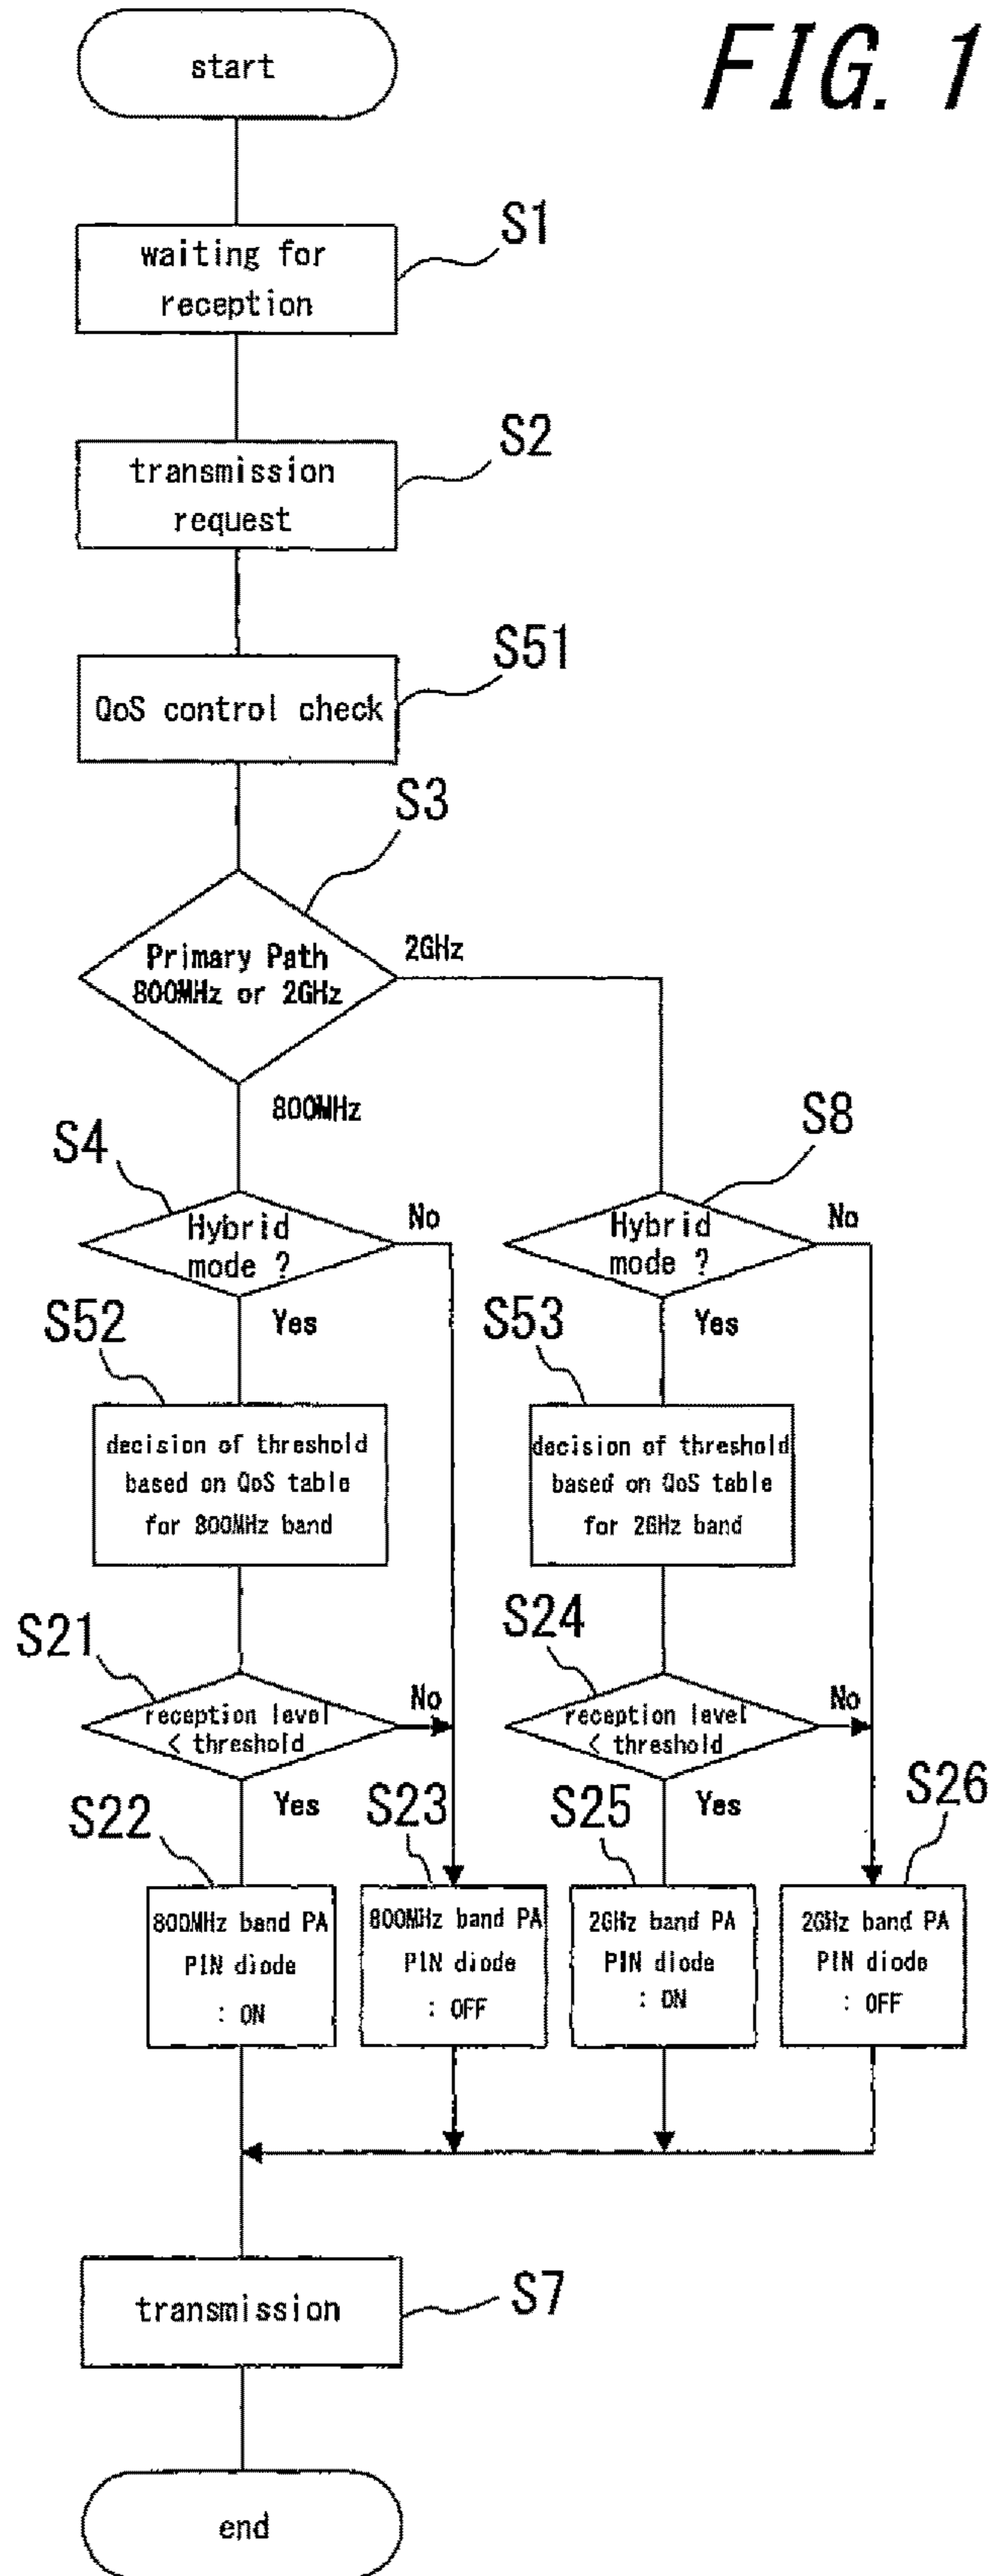 FIG. 1
start
S1
waiting for
reception
S2
transmission
request
S51
QoS control check
S3
Primary Path
800MHz or 2GHz
2GHz
800MHz
S4
Hybrid
mode ?
No
Yes
S8
Hybrid
mode ?
No
Yes
S52
decision of threshold
based on QoS table
for 800MHz band
S53
decision of threshold
based on QoS table
for 2GHz band
S21
reception level
< threshold
No
Yes
S24
reception level
< threshold
No
Yes
S22
800MHz band PA
PIN diode
: ON
S23
800MHz band PA
PIN diode
: OFF
S25
2GHz band PA
PIN diode
: ON
S26
2GHz band PA
PIN diode
: OFF
transmission
S7
end